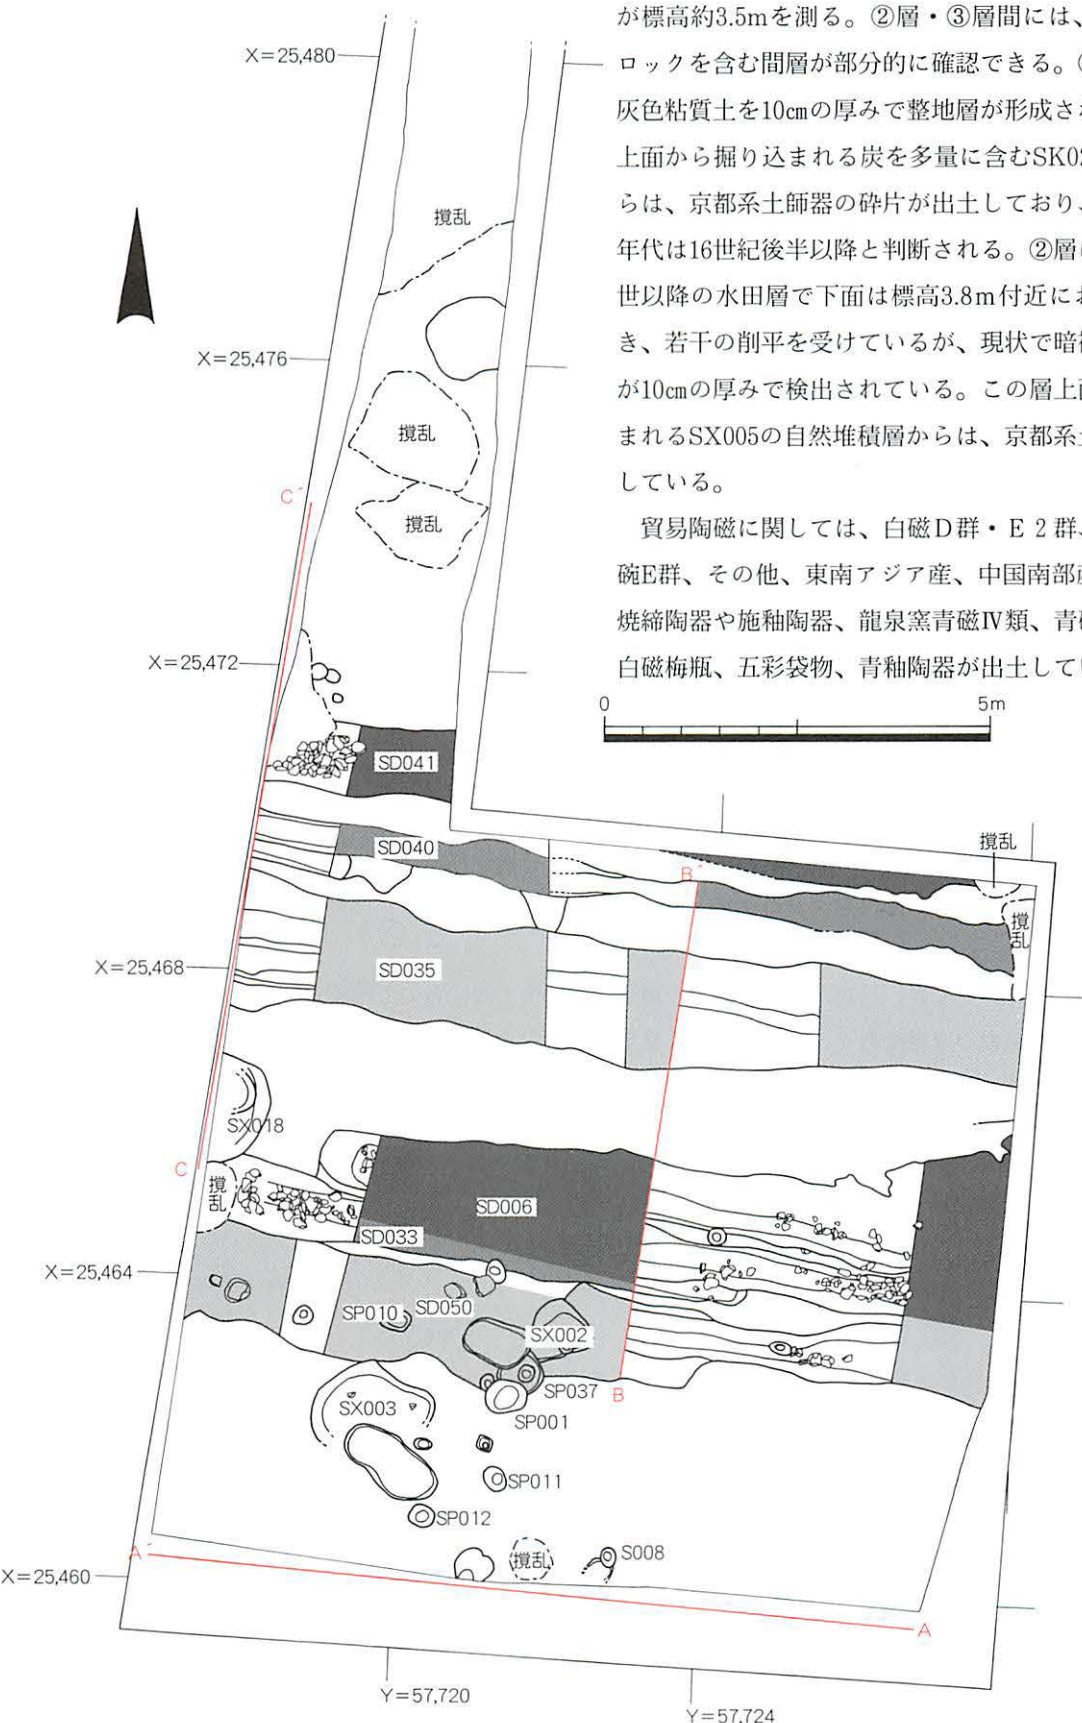 が標高約3.5mを測る。②層・③層間には、
ロックを含む間層が部分的に確認できる。
灰色粘質土を10㎝の厚みで整地層が形成さ
上面から掘り込まれる炭を多量に含むSK0
らは、京都系土師器の砕片が出土しており、
年代は16世紀後半以降と判断される。②層
世以降の水田層で下面は標高3.8m付近に
き、若干の削平を受けているが、現状で暗
が10㎝の厚みで検出されている。この層上
まれるSX005の自然堆積層からは、京都系
している。
貿易陶磁に関しては、白磁D群・E2群、
碗E群、その他、東南アジア産、中国南部
焼締陶器や施釉陶器、龍泉窯青磁Ⅳ類、青
白磁梅瓶、五彩袋物、青釉陶器が出土して
0 5m
X=25,480
撹乱
X=25,476
撹乱
C´
撹乱
X=25,472
SD041
撹乱
SD040
B´
撹乱
X=25,468
SD035
SX018
C
撹乱
SD006
SD033
X=25,464
SP010
SD050
SX002
SP037
B
SX003
SP001
SP011
SP012
撹乱
S008
A´
X=25,460
A
Y=57,720
Y=57,724